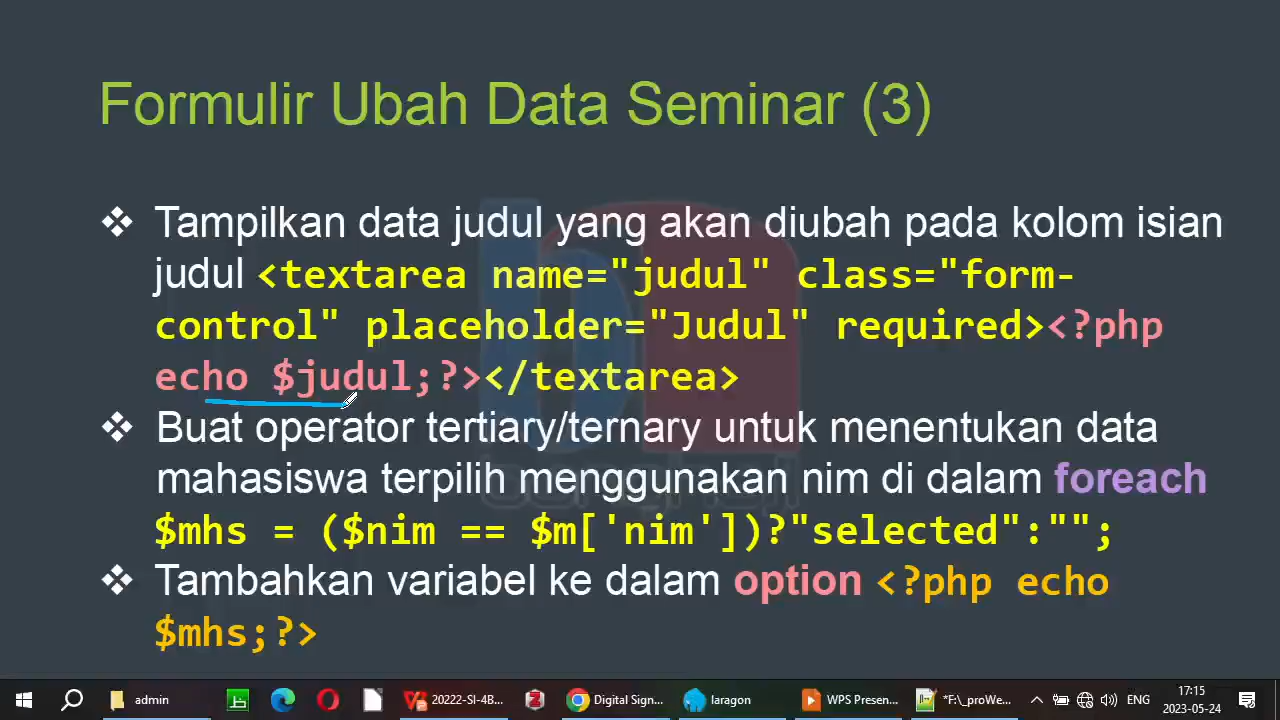 Formulir Ubah Data Seminar (3)
❖ Tampilkan data judul yang akan diubah pada kolom isian
judul <textarea name="judul" class="form-
control" placeholder="Judul" required><?php
echo $judul;?></textarea>
❖ Buat operator tertiary/ternary untuk menentukan data
mahasiswa terpilih menggunakan nim di dalam foreach
$mhs = ($nim == $m['nim'])?"selected":"";
❖ Tambahkan variabel ke dalam option <?php echo
$mhs;?>
admin
20222-SI-4B...
Digital Sign...
laragon
WPS Presen...
*F:\_proWe...
ENG
17:15
2023-05-24